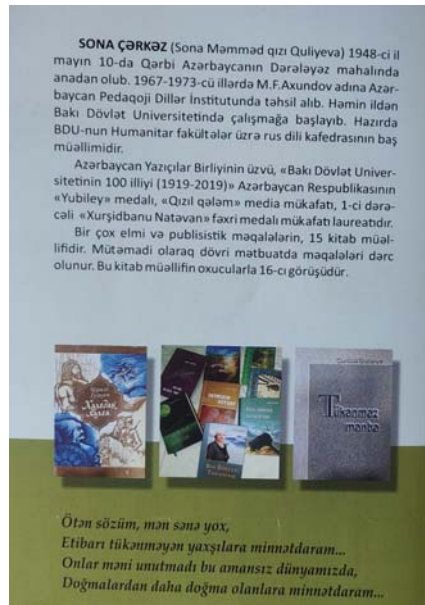 SONA ÇƏRKƏZ (Sona Məmməd qızı Quliyeva) 1948-ci il
mayın 10-da Qərbi Azərbaycanın Dərələyəz mahalında
anadan olub. 1967-1973-cü illərdə M.F.Axundov adına Azər-
baycan Pedaqoji Dillər İnstitutunda təhsil alıb. Həmin ildən
Bakı Dövlət Universitetində çalışmağa başlayıb. Hazırda
BDU-nun Humanitar fakültələr üzrə rus dili kafedrasının baş
müəllimidir.
Azərbaycan Yazıçılar Birliyinin üzvü, «Bakı Dövlət Univer-
sitetinin 100 illiyi (1919-2019)» Azərbaycan Respublikasının
«Yubiley» medalı, «Qızıl qələm» media mükafatı, 1-ci dərə-
cəli «Xurşidbanu Natəvan» fəxri medalı mükafatı laureatıdır.
Bir çox elmi və publisistik məqalələrin, 15 kitab müəl-
lifidir. Mütəmadi olaraq dövri mətbuatda məqalələri dərc
olunur. Bu kitab müəllifin oxucularla 16-cı görüşüdür.
Tükənməz
mənbə
Ötən sözüm, mən sənə yox,
Etibarı tükənməyən yaxşılara minnətdaram...
Onlar məni unutmadı bu amansız dünyamızda,
Doğmalardan daha doğma olanlara minnətdaram...